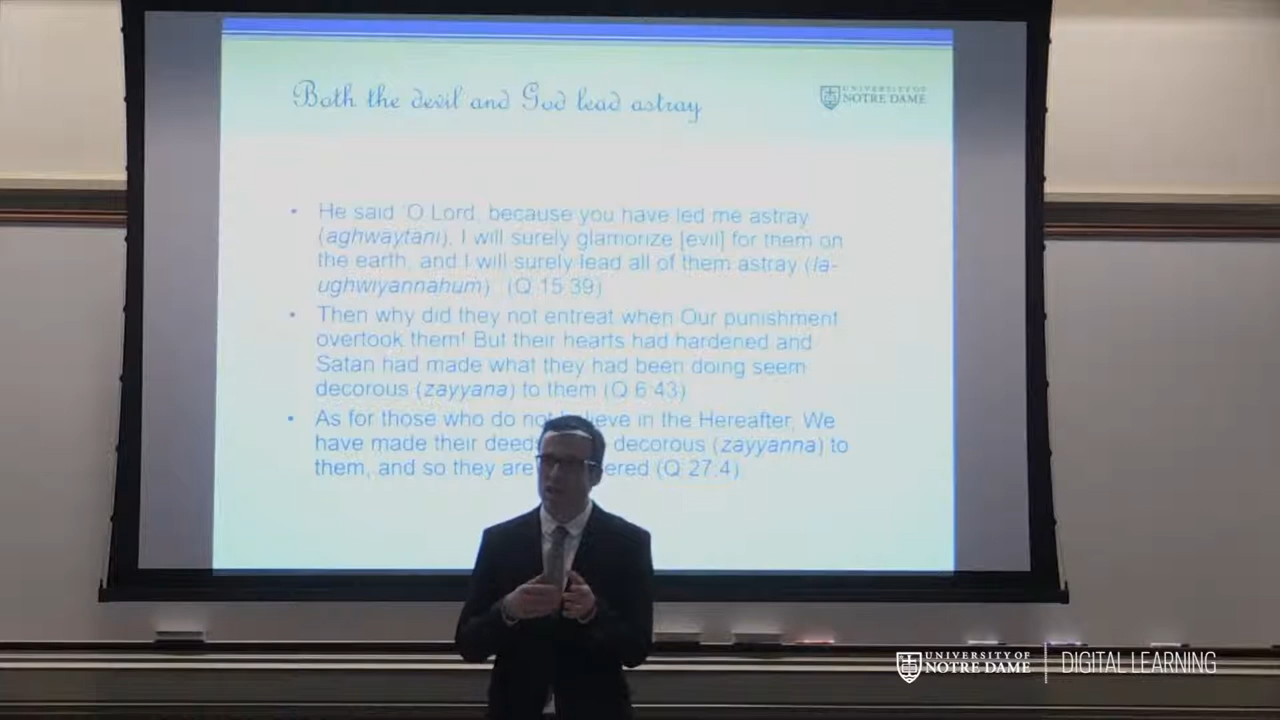 Both the devil and God lead astray
UNIVERSITY OF
NOTRE DAME
• He said 'O Lord, because you have led me astray
(aghwaytani), I will surely glamorize [evil] for them on
the earth, and I will surely lead all of them astray (la-
ughwiyannahum). (Q 15:39)
• Then why did they not entreat when Our punishment
overtook them! But their hearts had hardened and
Satan had made what they had been doing seem
decorous (zayyana) to them (Q 6:43)
• As for those who do not in the Hereafter, We
have made their deeds decorous (zayyanna) to
them, and so they are (Q 27:4)
UNIVERSITY OF
NOTRE DAME
DIGITAL LEARNING